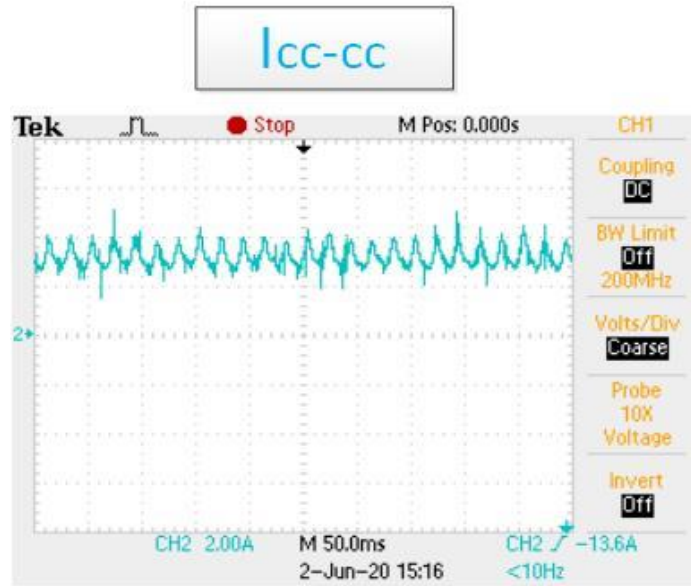 Icc-cc
Tek Stop M Pos: 0.000s CH1
Coupling
DC
BW Limit
Off
200MHz
Volts/Div
Coarse
Probe
10X
Voltage
Invert
Off
2
CH2 2.00A M 50.0ms CH2 -13.6A
2-Jun-20 15:16 <10Hz